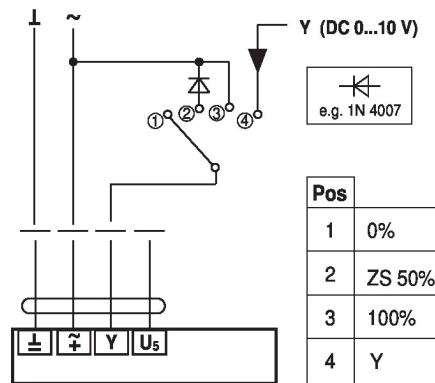 ⊥ ~
Y (DC 0...10 V)
① ② ③ ④
e.g. 1N 4007
Pos
1 0%
2 ZS 50%
3 100%
4 Y
⊥ ~+ Y U5